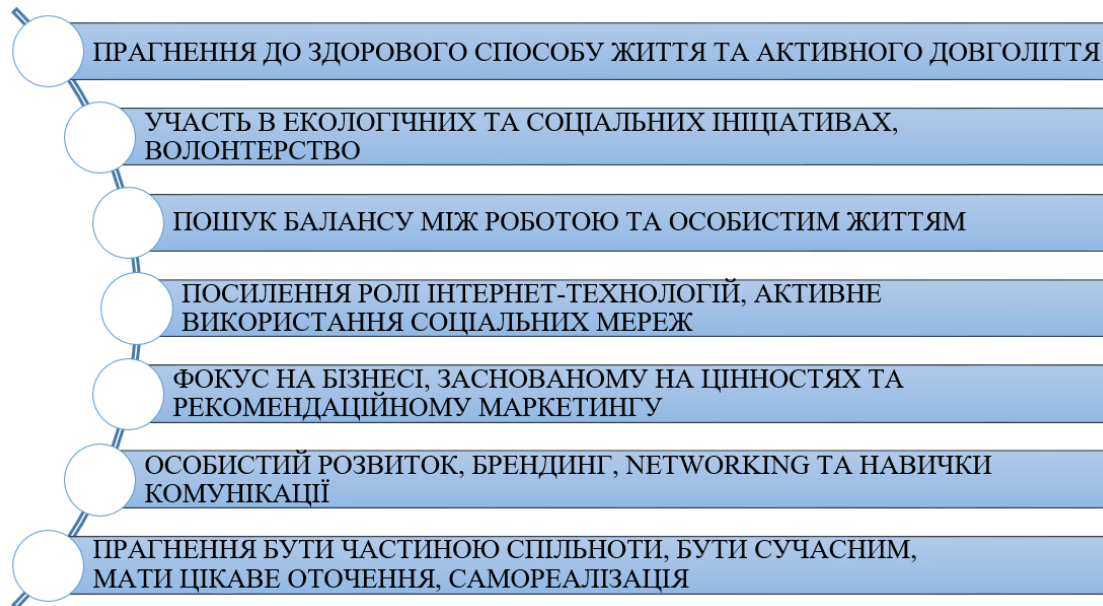 ПРАГНЕННЯ ДО ЗДОРОВОГО СПОСОБУ ЖИТТЯ ТА АКТИВНОГО ДОВГОЛІТТЯ
УЧАСТЬ В ЕКОЛОГІЧНИХ ТА СОЦІАЛЬНИХ ІНІЦІАТИВАХ,
ВОЛОНТЕРСТВО
ПОШУК БАЛАНСУ МІЖ РОБОТОЮ ТА ОСОБИСТИМ ЖИТТЯМ
ПОСИЛЕННЯ РОЛІ ІНТЕРНЕТ-ТЕХНОЛОГІЙ, АКТИВНЕ
ВИКОРИСТАННЯ СОЦІАЛЬНИХ МЕРЕЖ
ФОКУС НА БІЗНЕСІ, ЗАСНОВАНОМУ НА ЦІННОСТЯХ ТА
РЕКОМЕНДАЦІЙНОМУ МАРКЕТИНГУ
ОСОБИСТИЙ РОЗВИТОК, БРЕНДИНГ, NETWORKING ТА НАВИЧКИ
КОМУНІКАЦІЇ
ПРАГНЕННЯ БУТИ ЧАСТИНОЮ СПІЛЬНОТИ, БУТИ СУЧАСНИМ,
МАТИ ЦІКАВЕ ОТОЧЕННЯ, САМОРЕАЛІЗАЦІЯ